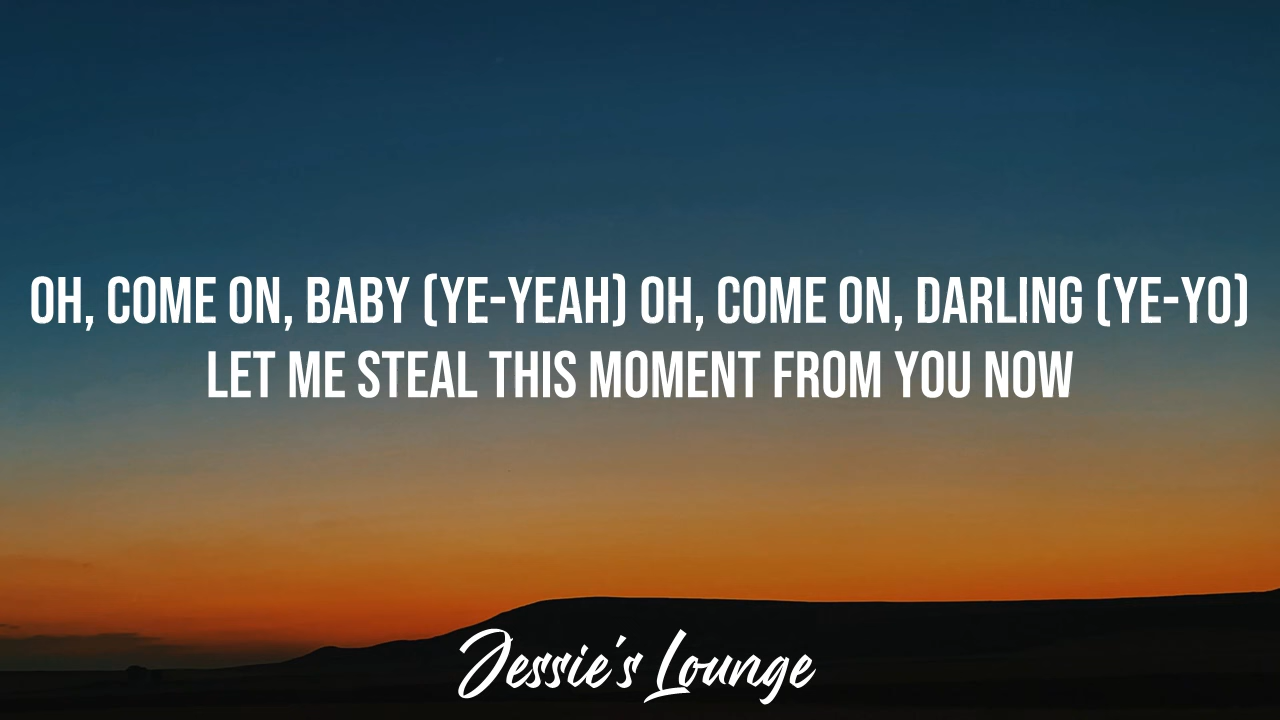 OH, COME ON, BABY (YE-YEAH) OH, COME ON, DARLING (YE-YO)
LET ME STEAL THIS MOMENT FROM YOU NOW
Jessie's Lounge